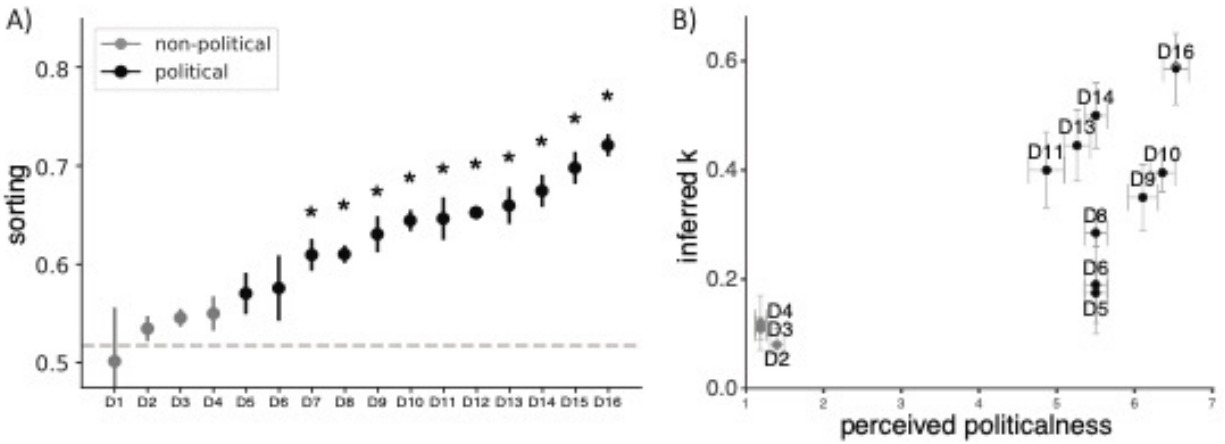 A)
non-political
political
0.8
0.7
0.6
0.5
sorting
* * * * * * * * * *
D1 D2 D3 D4 D5 D6 D7 D8 D9 D10 D11 D12 D13 D14 D15 D16
B)
inferred k
0.6
0.4
0.2
0.0
D16
D14
D13
D11
D10
D9
D8
D6
D5
D4
D3
D2
1 2 3 4 5 6 7
perceived politicalness